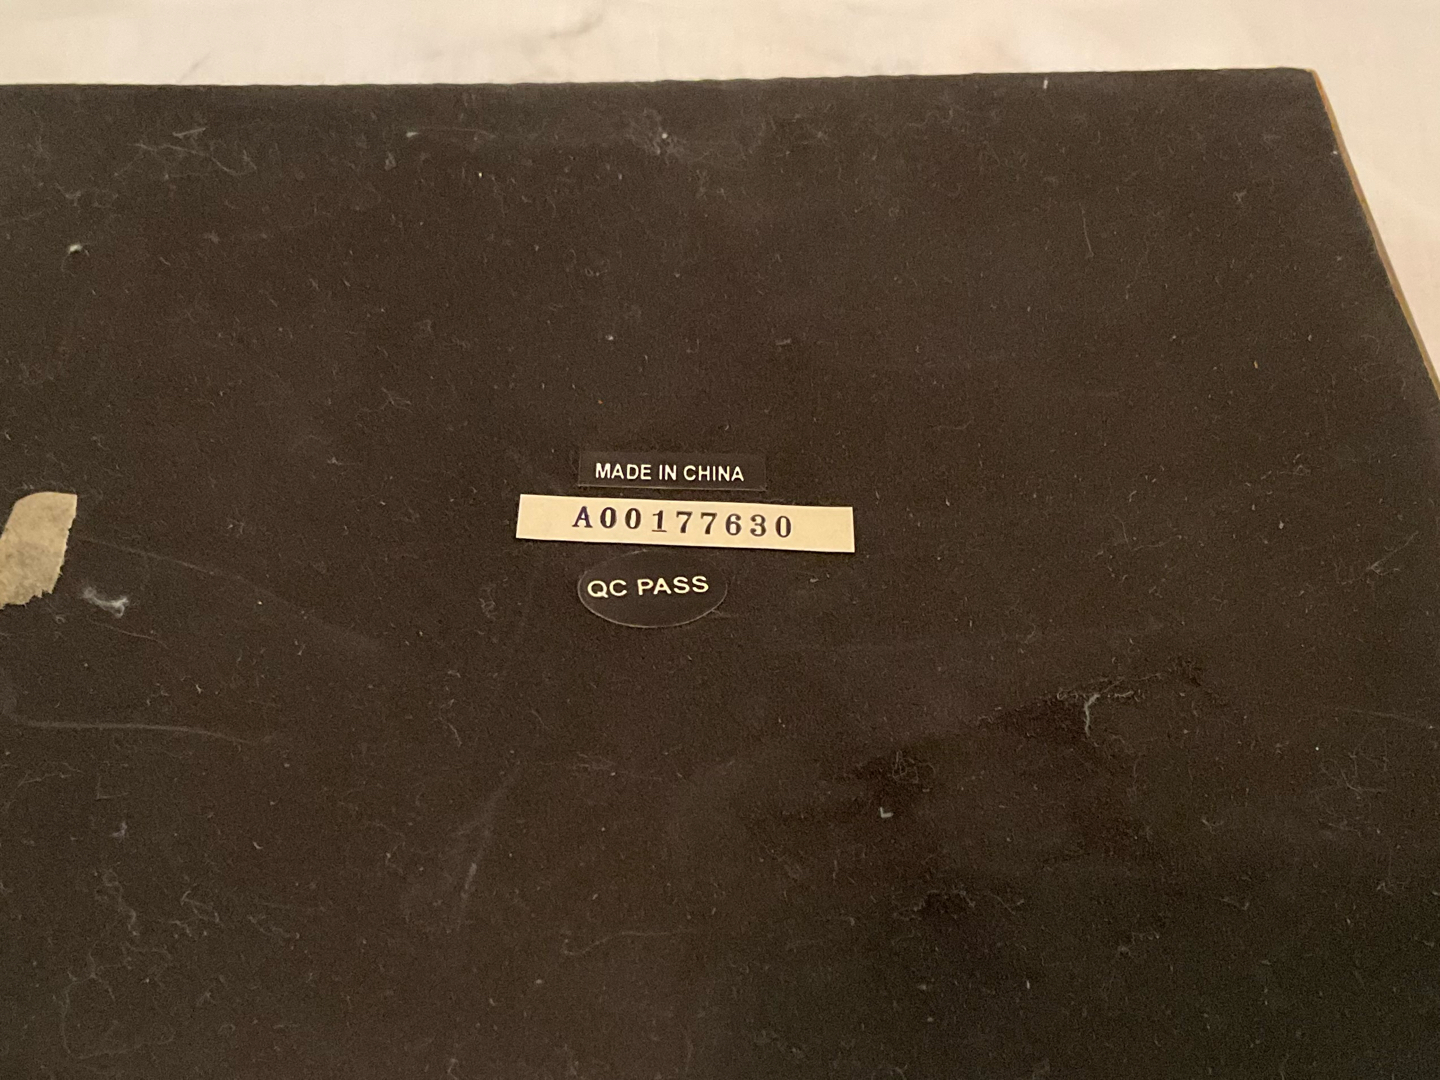 MADE IN CHINA
A00177630
QC PASS